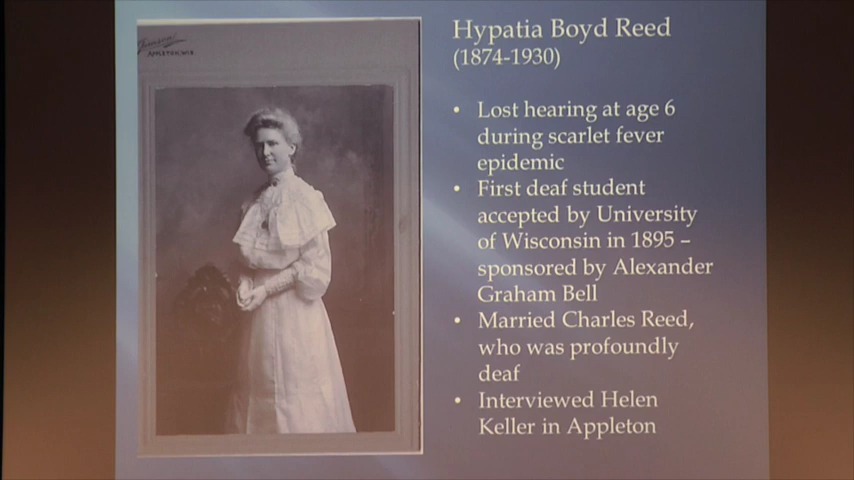 APPLETON, WIS
Hypatia Boyd Reed
(1874-1930)
• Lost hearing at age 6
during scarlet fever
epidemic
• First deaf student
accepted by University
of Wisconsin in 1895 –
sponsored by Alexander
Graham Bell
• Married Charles Reed,
who was profoundly
deaf
• Interviewed Helen
Keller in Appleton